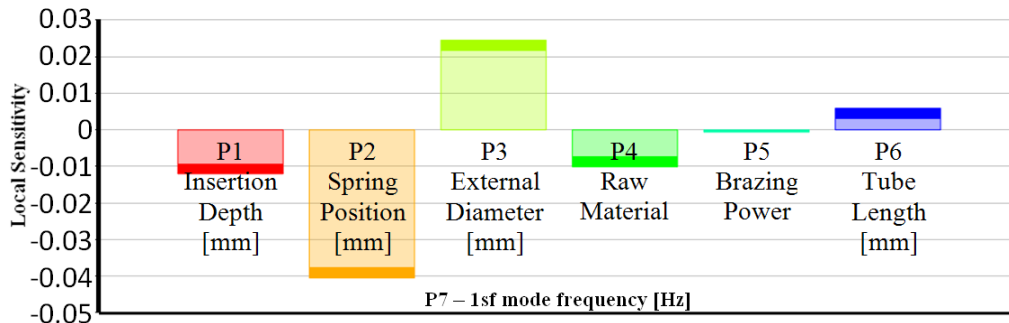 0.03
0.02
0.01
0
-0.01
-0.02
-0.03
-0.04
-0.05
Local Sensitivity
P1
Insertion
Depth
[mm]
P2
Spring
Position
[mm]
P3
External
Diameter
[mm]
P4
Raw
Material
P5
Brazing
Power
P6
Tube
Length
[mm]
P7 – 1sf mode frequency [Hz]